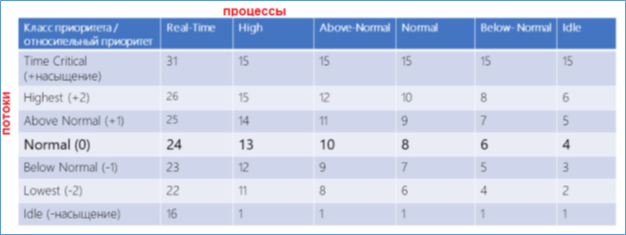 процессы
потоки
Класс приоритета / относительный приоритет Real-Time High Above-Normal Normal Below- Normal Idle
Time Critical (+насыщение) 31 15 15 15 15 15
Highest (+2) 26 15 12 10 8 6
Above Normal (+1) 25 14 11 9 7 5
Normal (0) 24 13 10 8 6 4
Below Normal (-1) 23 12 9 7 5 3
Lowest (-2) 22 11 8 6 4 2
Idle (-насыщение) 16 1 1 1 1 1